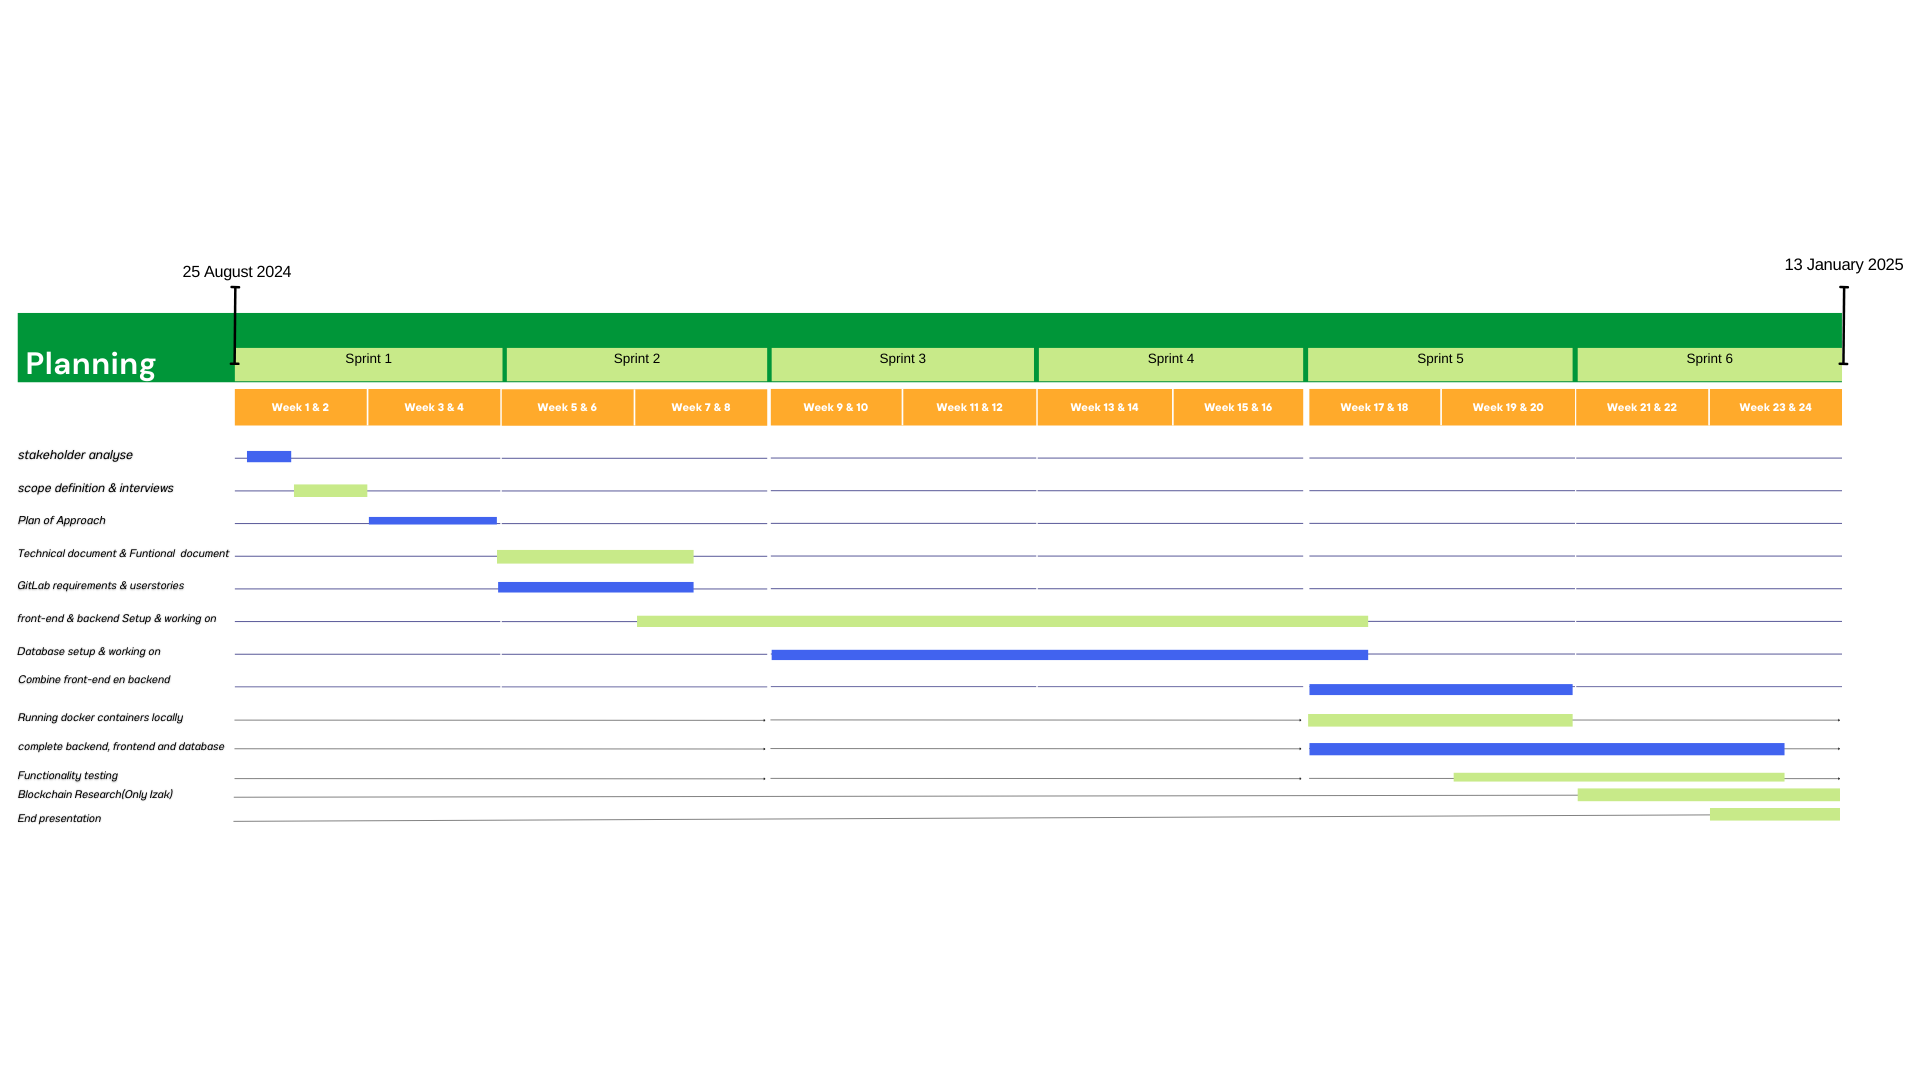 25 August 2024
13 January 2025
Planning
Sprint 1
Sprint 2
Sprint 3
Sprint 4
Sprint 5
Sprint 6
Week 1 & 2
Week 3 & 4
Week 5 & 6
Week 7 & 8
Week 9 & 10
Week 11 & 12
Week 13 & 14
Week 15 & 16
Week 17 & 18
Week 19 & 20
Week 21 & 22
Week 23 & 24
stakeholder analyse
scope definition & interviews
Plan of Approach
Technical document & Funtional document
GitLab requirements & userstories
front-end & backend Setup & working on
Database setup & working on
Combine front-end en backend
Running docker containers locally
complete backend, frontend and database
Functionality testing
Blockchain Research(Only Izak)
End presentation